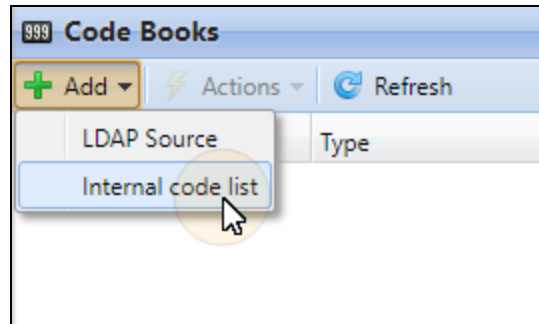 999 Code Books
Add Actions Refresh
LDAP Source Type
Internal code list